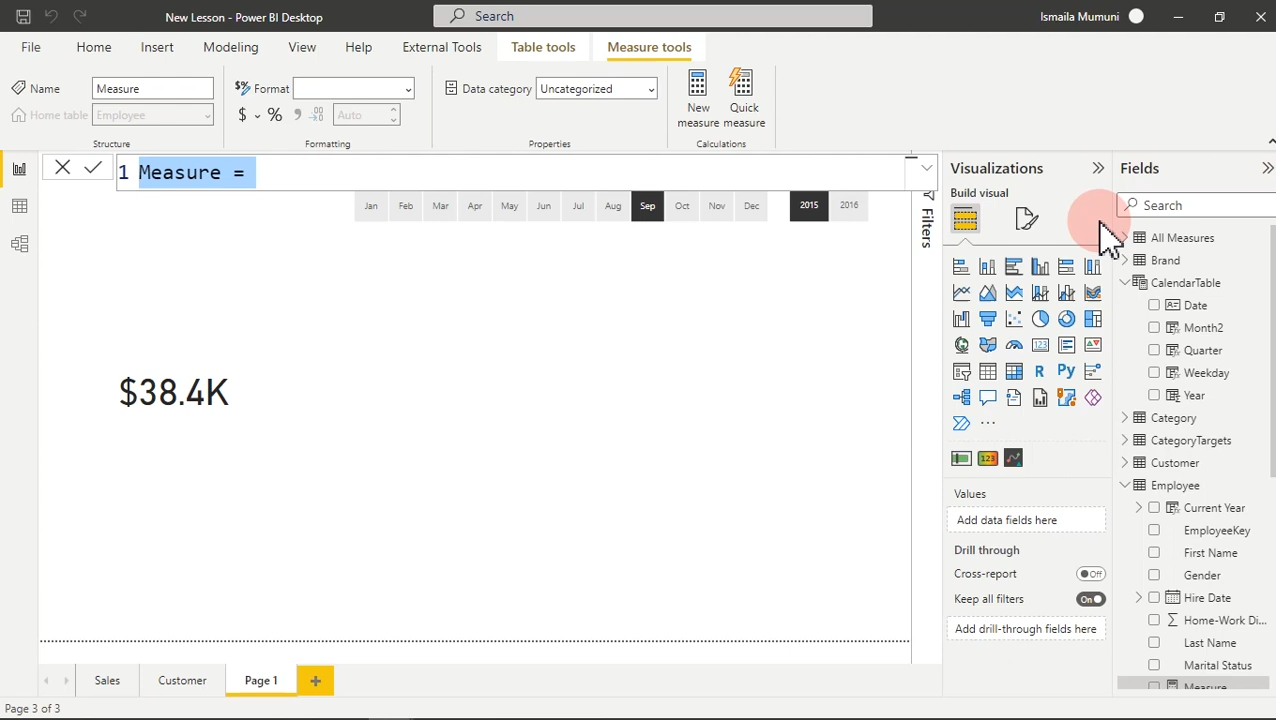 New Lesson - Power BI Desktop
Search
Ismaila Mumuni
File Home Insert Modeling View Help External Tools Table tools Measure tools
Name Measure
Home table Employee
Structure
$% Format
$ % 9 Auto
Formatting
Data category Uncategorized
Properties
New measure
Quick measure
Calculations
1 Measure =
Jan Feb Mar Apr May Jun Jul Aug Sep Oct Nov Dec 2015 2016
$38.4K
Filters
Visualizations
Build visual
123
R Py
123
Values
Add data fields here
Drill through
Cross-report Off
Keep all filters On
Add drill-through fields here
Fields
Search
All Measures
Brand
CalendarTable
Date
Month2
Quarter
Weekday
Year
Category
CategoryTargets
Customer
Employee
Current Year
EmployeeKey
First Name
Gender
Hire Date
Home-Work Di...
Last Name
Marital Status
Measure
Sales Customer Page 1 +
Page 3 of 3